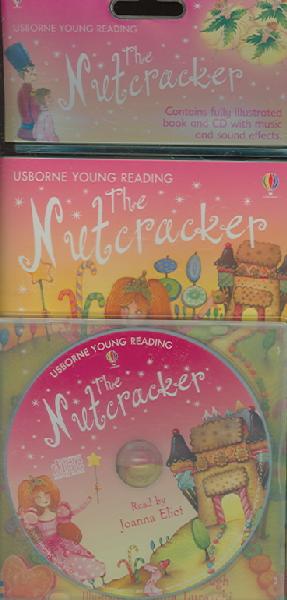 USBORNE YOUNG READING
The
Nutcracker
Contains fully illustrated
book and CD with music
and sound effects.
USBORNE YOUNG READING
The
Nutcracker
USBORNE YOUNG READING
The
Nutcracker
Read by
Joanna Elici